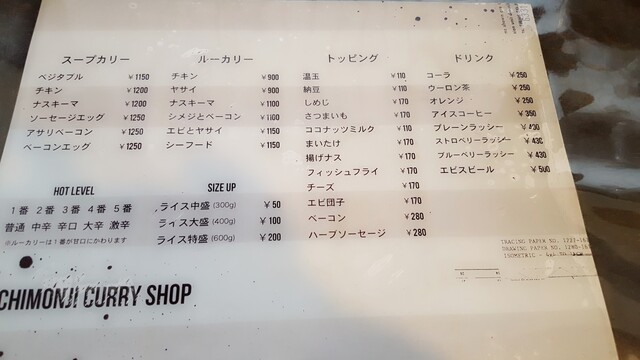 スープカリー
ベジタブル ¥1150
チキン ¥1200
ナスキーマ ¥1200
ソーセージエッグ ¥1250
アサリベーコン ¥1250
ベーコンエッグ ¥1250
ルーカリー
チキン ¥900
ヤサイ ¥900
ナスキーマ ¥1100
シメジとベーコン ¥1100
エビとヤサイ ¥1150
シーフード ¥1150
トッピング
温玉 ¥110
納豆 ¥110
しめじ ¥170
さつまいも ¥170
ココナッツミルク ¥110
まいたけ ¥170
揚げナス ¥170
フィッシュフライ ¥170
チーズ ¥170
エビ団子 ¥170
ベーコン ¥280
ハーブソーセージ ¥280
ドリンク
コーラ ¥250
ウーロン茶 ¥250
オレンジ ¥250
アイスコーヒー ¥350
プレーンラッシー ¥430
ストロベリーラッシー ¥430
ブルーベリーラッシー ¥430
エビスビール ¥500
HOT LEVEL
1番 2番 3番 4番 5番
普通 中辛 辛口 大辛 激辛
※ルーカリーは1番が甘口にかわります
SIZE UP
ライス中盛 (300g) ¥50
ライス大盛 (400g) ¥100
ライス特盛 (600g) ¥200
TRACING PAPER NO.
DRAWING PAPER NO.
ISOMETRIC -
CHIMONJI CURRY SHOP